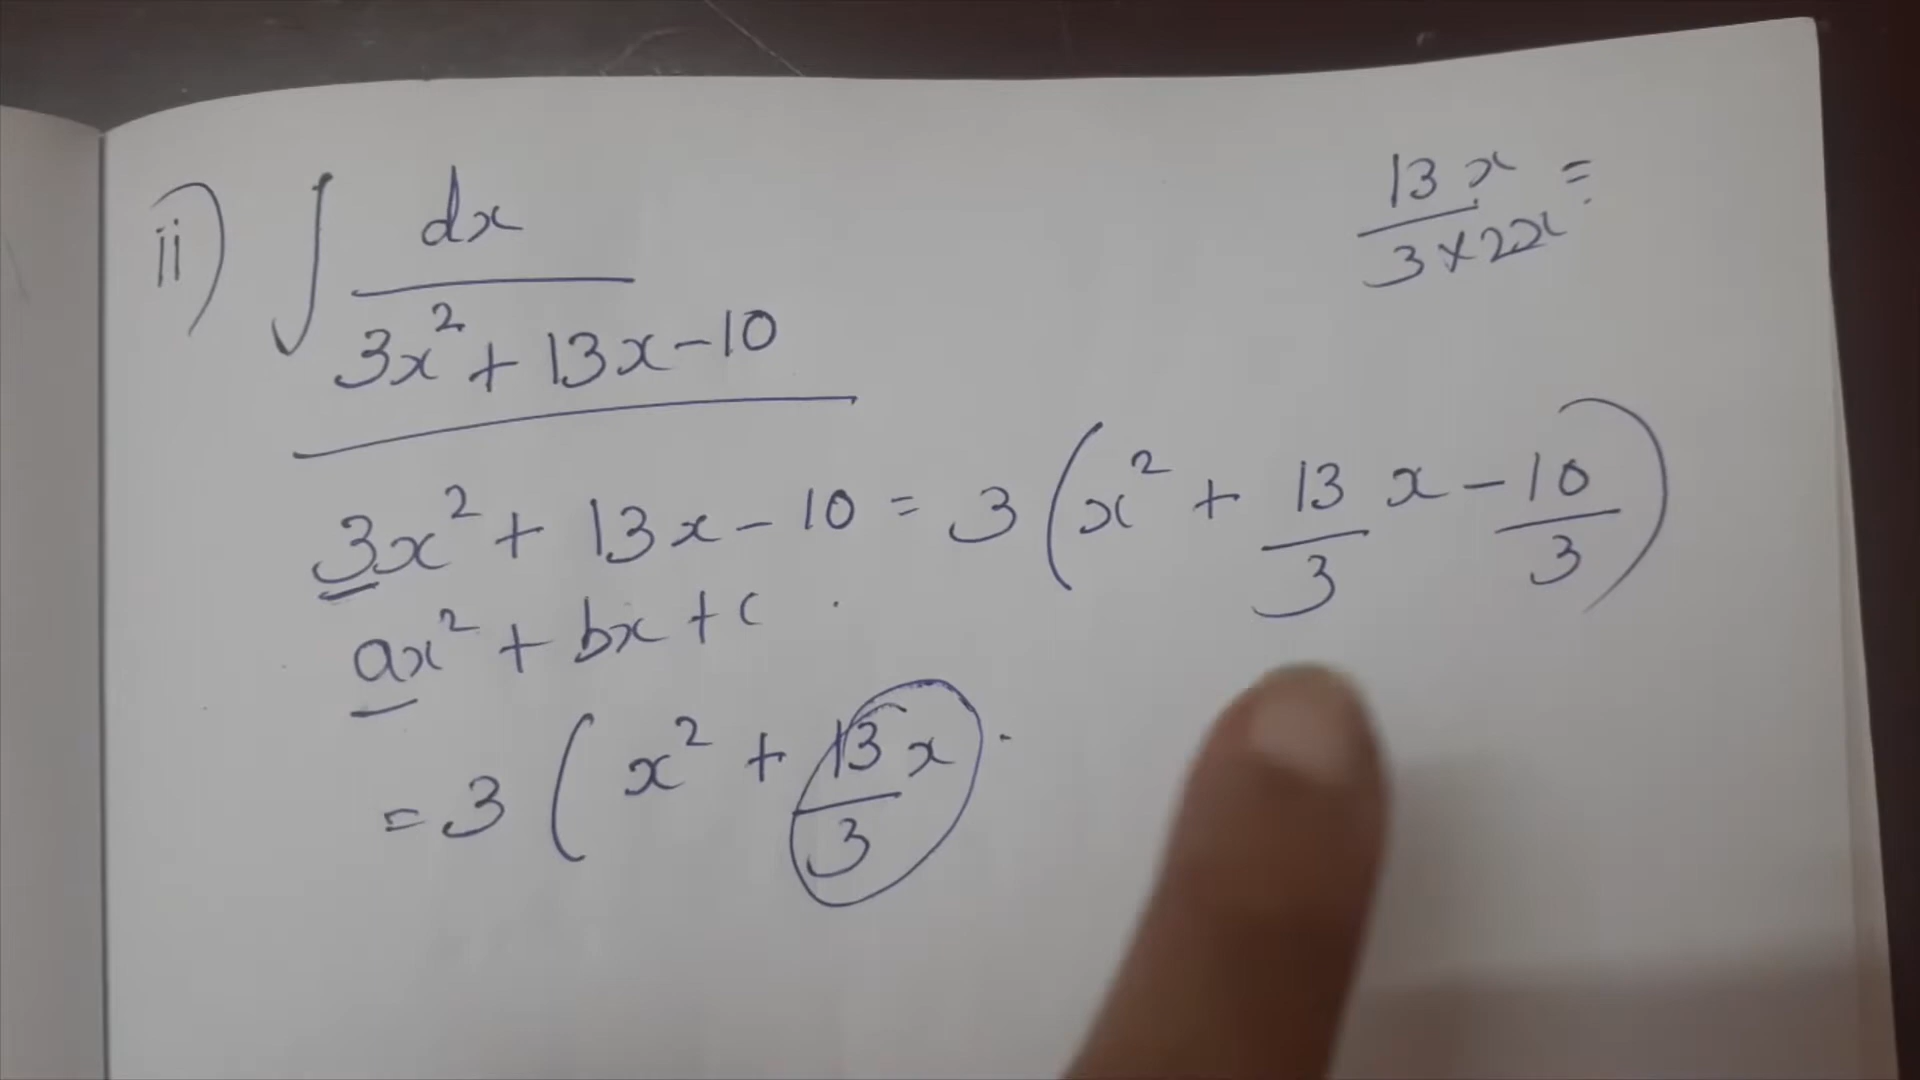 ii) ∫ dx / (3x² + 13x - 10)
13x / (3 × 2x) =
3x² + 13x - 10 = 3 ( x² + 13/3 x - 10/3 )
ax² + bx + c
= 3 ( x² + 13x/3